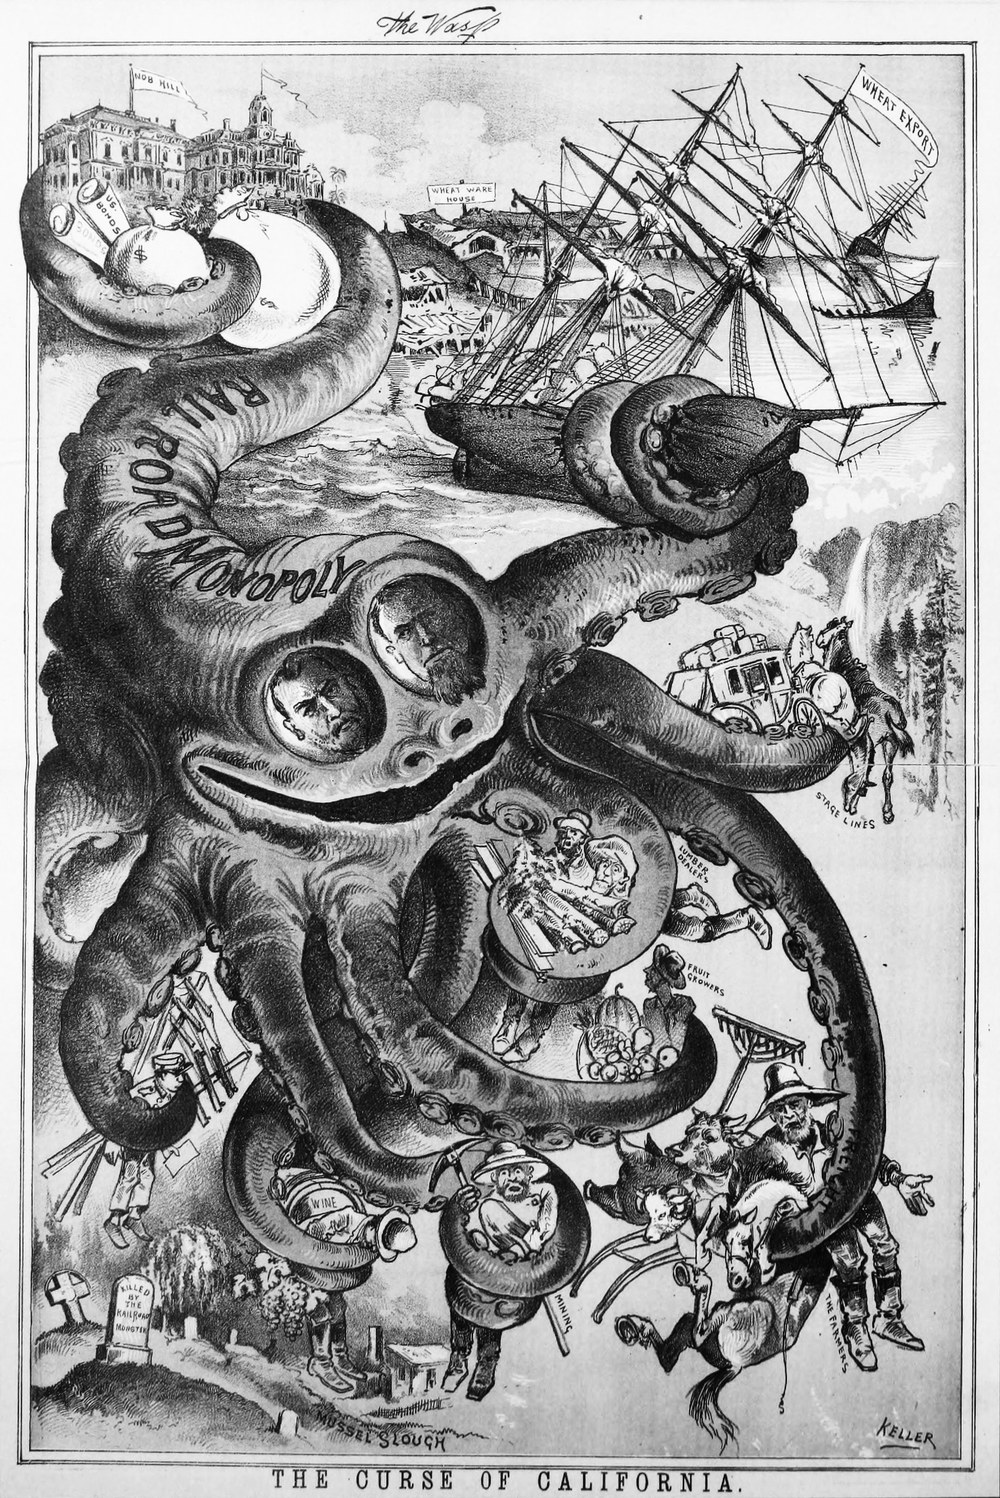 The Wasp
NOB HILL
WHEAT EXPORT
WHEAT WARE
HOUSE
U.S.
BONDS
$
$
RAILROAD MONOPOLY
STAGE LINES
LUMBER
DEALERS
FRUIT
GROWERS
WINE
MINING
THE FARMERS
KILLED
BY
THE
RAILROAD
MONSTER
MUSSEL SLOUGH
KELLER
THE CURSE OF CALIFORNIA.